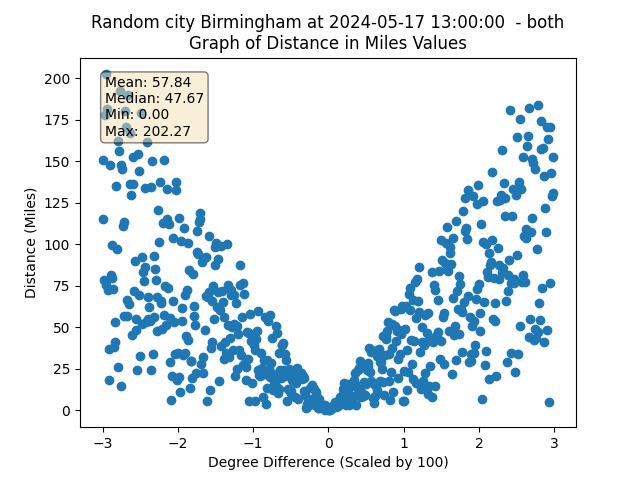 Random city Birmingham at 2024-05-17 13:00:00  - both
Graph of Distance in Miles Values
Mean: 57.84
Median: 47.67
Min: 0.00
Max: 202.27
Distance (Miles)
200
175
150
125
100
75
50
25
0
−3
−2
−1
0
1
2
3
Degree Difference (Scaled by 100)